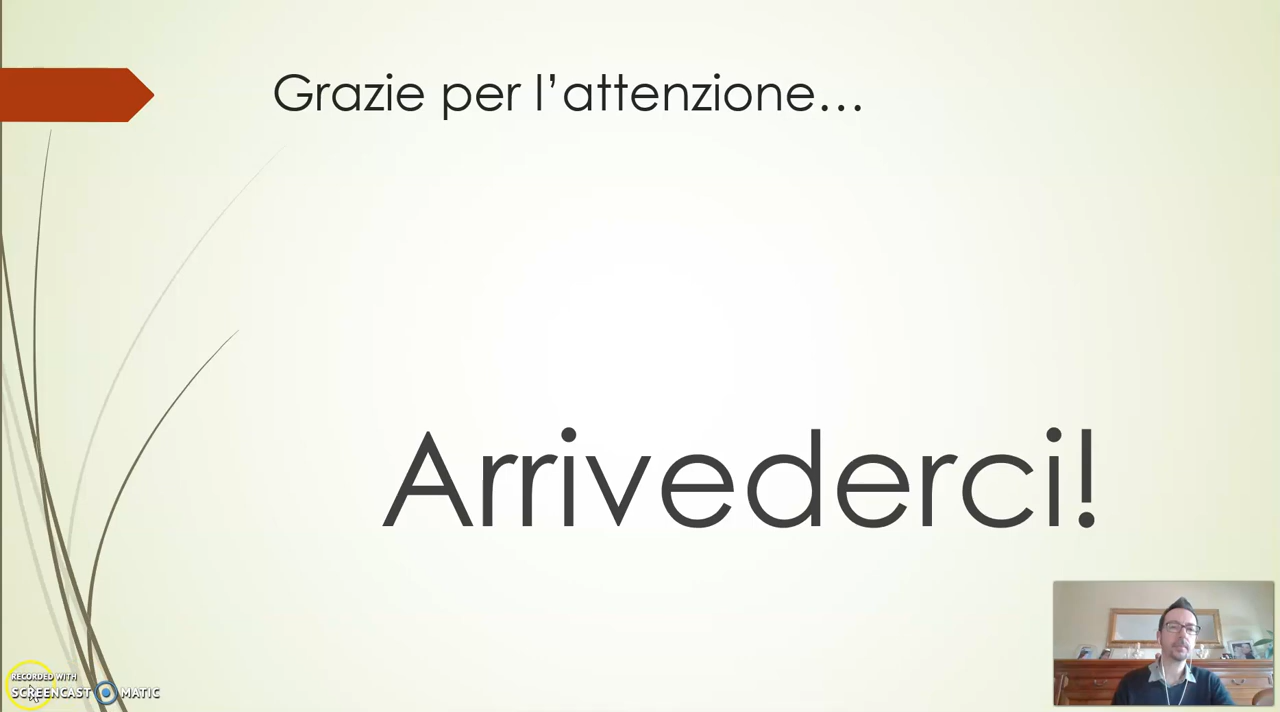 Grazie per l’attenzione…
Arrivederci!
RECORDED WITH
SCREENCAST MATIC